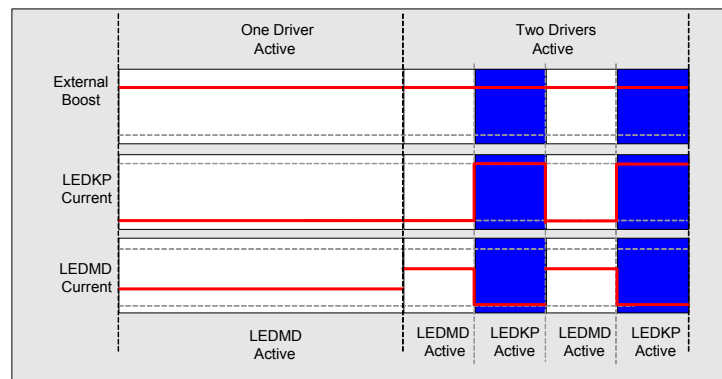 One Driver
Active
Two Drivers
Active
External
Boost
LEDKP
Current
LEDMD
Current
LEDMD
Active
LEDMD
Active
LEDKP
Active
LEDMD
Active
LEDKP
Active